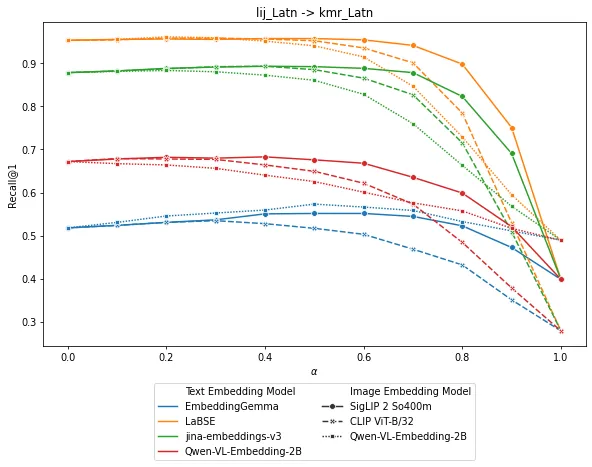 lij_Latn -> kmr_Latn
Recall@1
0.9
0.8
0.7
0.6
0.5
0.4
0.3
0.0 0.2 0.4 0.6 0.8 1.0
α
Text Embedding Model
EmbeddingGemma
LaBSE
jina-embeddings-v3
Qwen-VL-Embedding-2B
Image Embedding Model
SigLIP 2 So400m
CLIP ViT-B/32
Qwen-VL-Embedding-2B